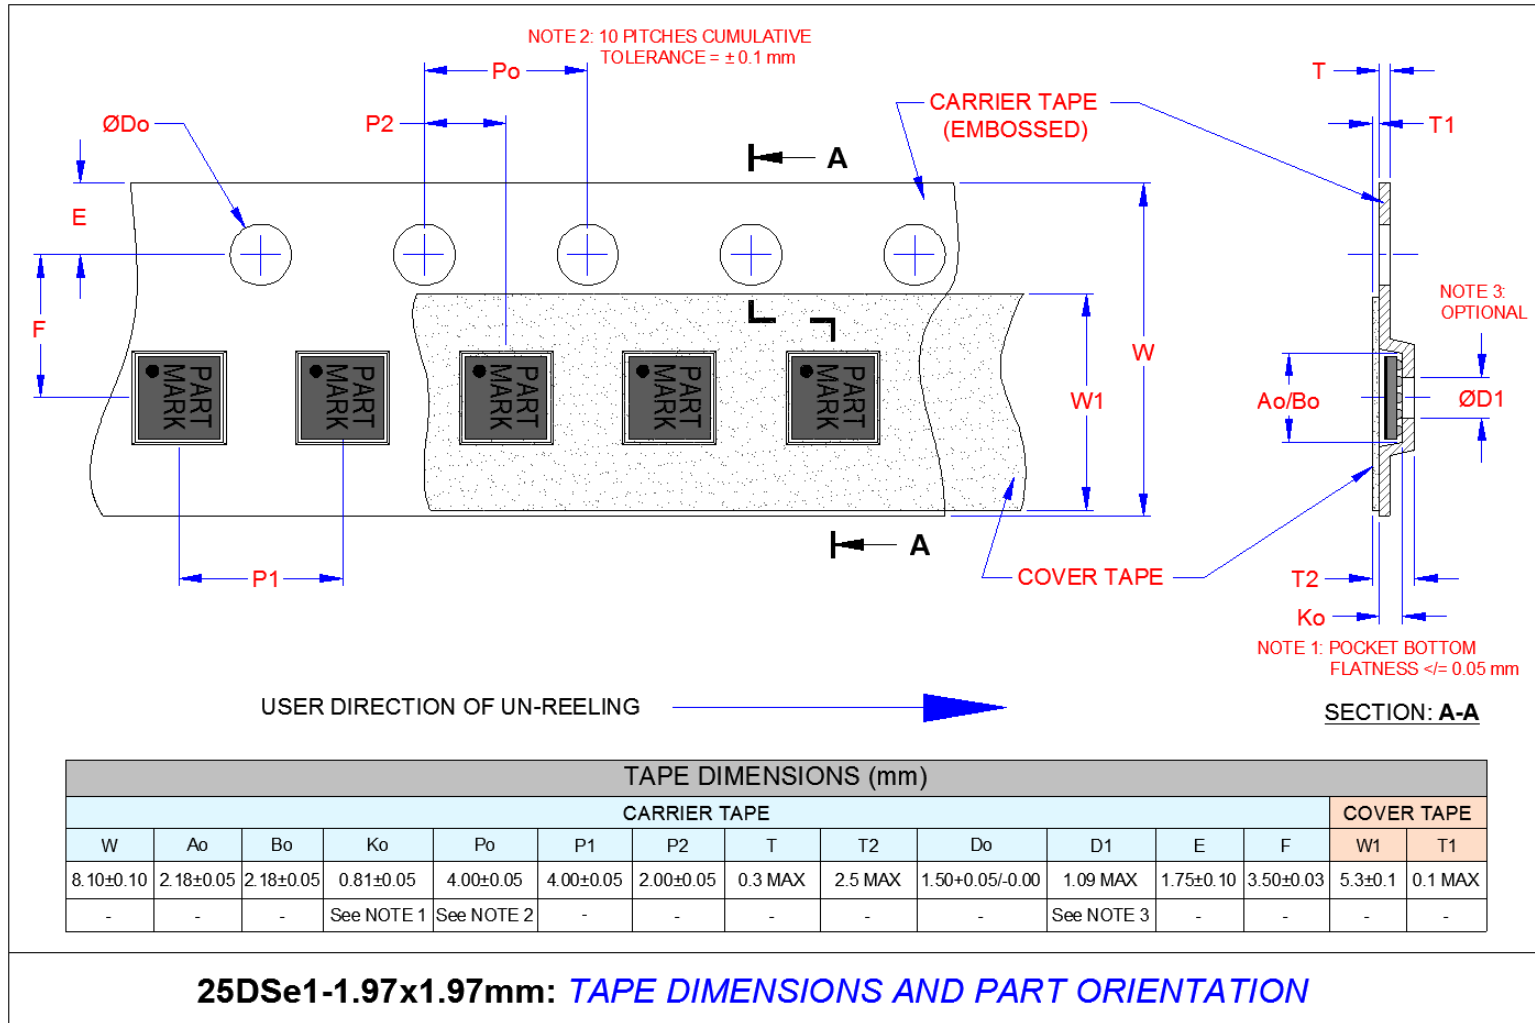 NOTE 2: 10 PITCHES CUMULATIVE
TOLERANCE = ± 0.1 mm
Po
T
ØDo
P2
CARRIER TAPE
(EMBOSSED)
T1
A
E
F
NOTE 3:
OPTIONAL
W
W1
Ao/Bo
ØD1
PART
MARK
PART
MARK
PART
MARK
PART
MARK
PART
MARK
A
P1
COVER TAPE
T2
Ko
NOTE 1: POCKET BOTTOM
FLATNESS </= 0.05 mm
USER DIRECTION OF UN-REELING
SECTION: A-A
TAPE DIMENSIONS (mm)
CARRIER TAPE COVER TAPE
W Ao Bo Ko Po P1 P2 T T2 Do D1 E F W1 T1
8.10±0.10 2.18±0.05 2.18±0.05 0.81±0.05 4.00±0.05 4.00±0.05 2.00±0.05 0.3 MAX 2.5 MAX 1.50+0.05/-0.00 1.09 MAX 1.75±0.10 3.50±0.03 5.3±0.1 0.1 MAX
- - - See NOTE 1 See NOTE 2 - - - - - See NOTE 3 - - - -
25DSe1-1.97x1.97mm: TAPE DIMENSIONS AND PART ORIENTATION